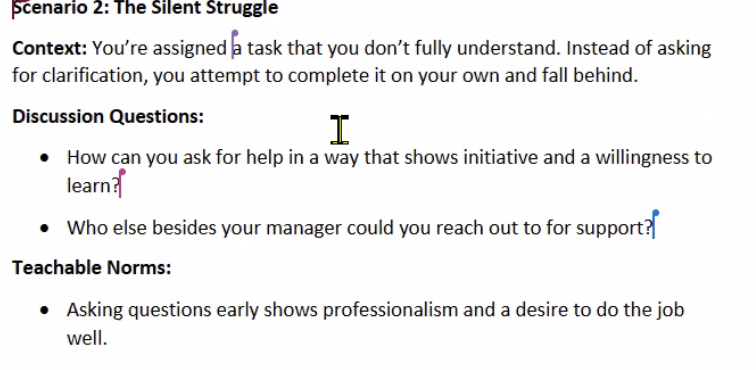 Scenario 2: The Silent Struggle
Context: You’re assigned a task that you don’t fully understand. Instead of asking
for clarification, you attempt to complete it on your own and fall behind.
Discussion Questions:
• How can you ask for help in a way that shows initiative and a willingness to
learn?
• Who else besides your manager could you reach out to for support?
Teachable Norms:
• Asking questions early shows professionalism and a desire to do the job
well.